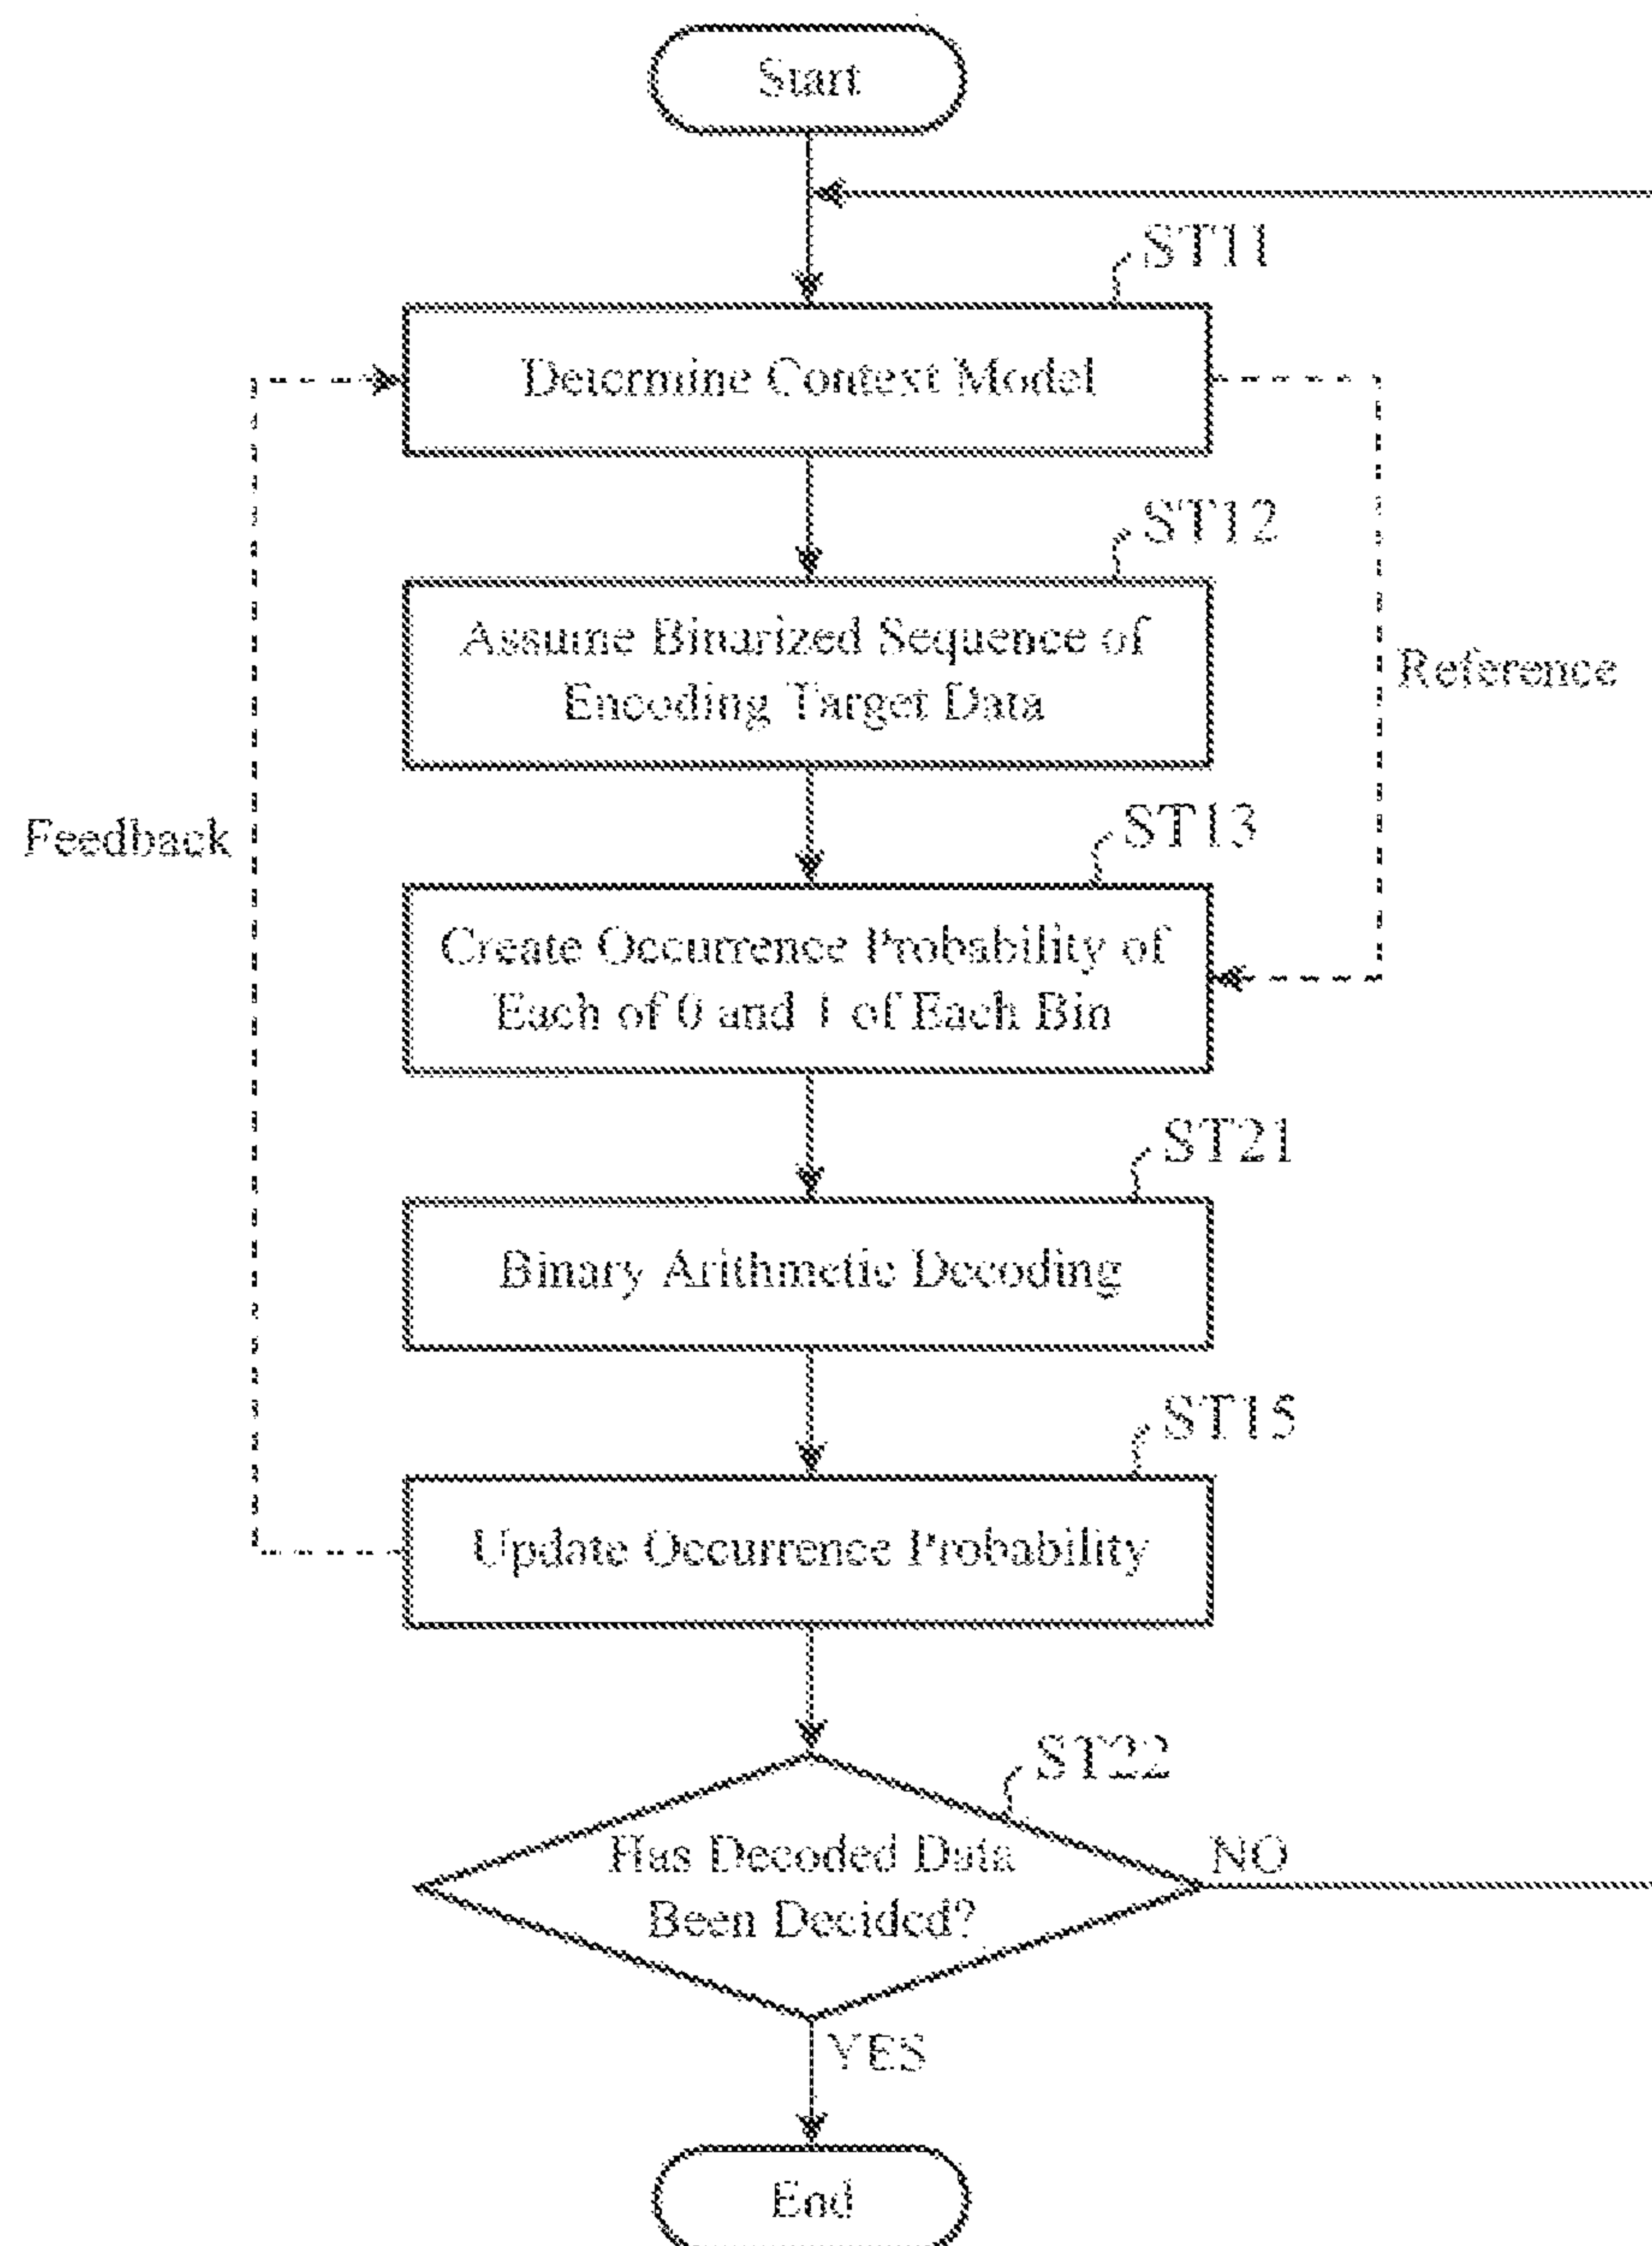 Start
ST11
Determine Context Model
ST12
Assume Binarized Sequence of
Encoding Target Data
Reference
Feedback
ST13
Create Occurrence Probability of
Each of 0 and 1 of Each Bin
ST21
Binary Arithmetic Decoding
ST15
Update Occurrence Probability
ST22
Has Decoded Data
Been Decided?
NO
YES
End